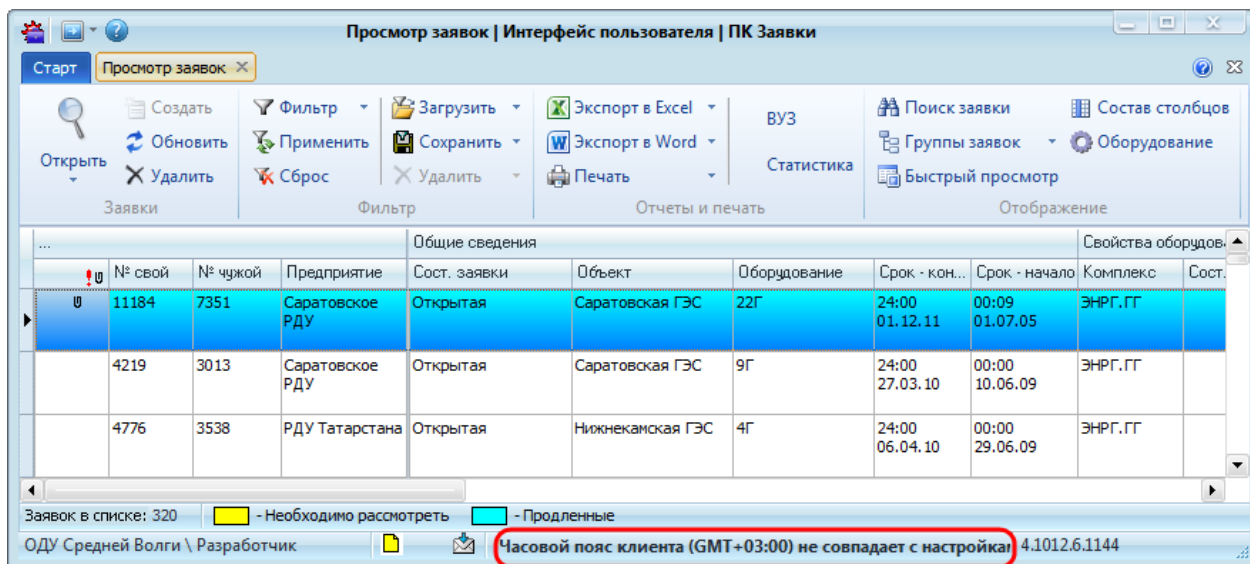 Просмотр заявок | Интерфейс пользователя | ПК Заявки
Старт Просмотр заявок
Создать Фильтр Загрузить Экспорт в Excel ВУЗ Поиск заявки Состав столбцов
Открыть Обновить Применить Сохранить Экспорт в Word Группы заявок Оборудование
Удалить Сброс Удалить Печать Статистика Быстрый просмотр
Заявки Фильтр Отчеты и печать Отображение
... Общие сведения Свойства оборудов
№ свой № чужой Предприятие Сост. заявки Объект Оборудование Срок - кон... Срок - начало Комплекс Сост.
11184 7351 Саратовское Открытая Саратовская ГЭС 22Г 24:00 00:09 ЭНРГ.ГГ
РДУ 01.12.11 01.07.05
4219 3013 Саратовское Открытая Саратовская ГЭС 9Г 24:00 00:00 ЭНРГ.ГГ
РДУ 27.03.10 10.06.09
4776 3538 РДУ Татарстана Открытая Нижнекамская ГЭС 4Г 24:00 00:00 ЭНРГ.ГГ
06.04.10 29.06.09
Заявок в списке: 320 - Необходимо рассмотреть - Продленные
ОДУ Средней Волги \ Разработчик Часовой пояс клиента (GMT+03:00) не совпадает с настройкам 4.1012.6.1144